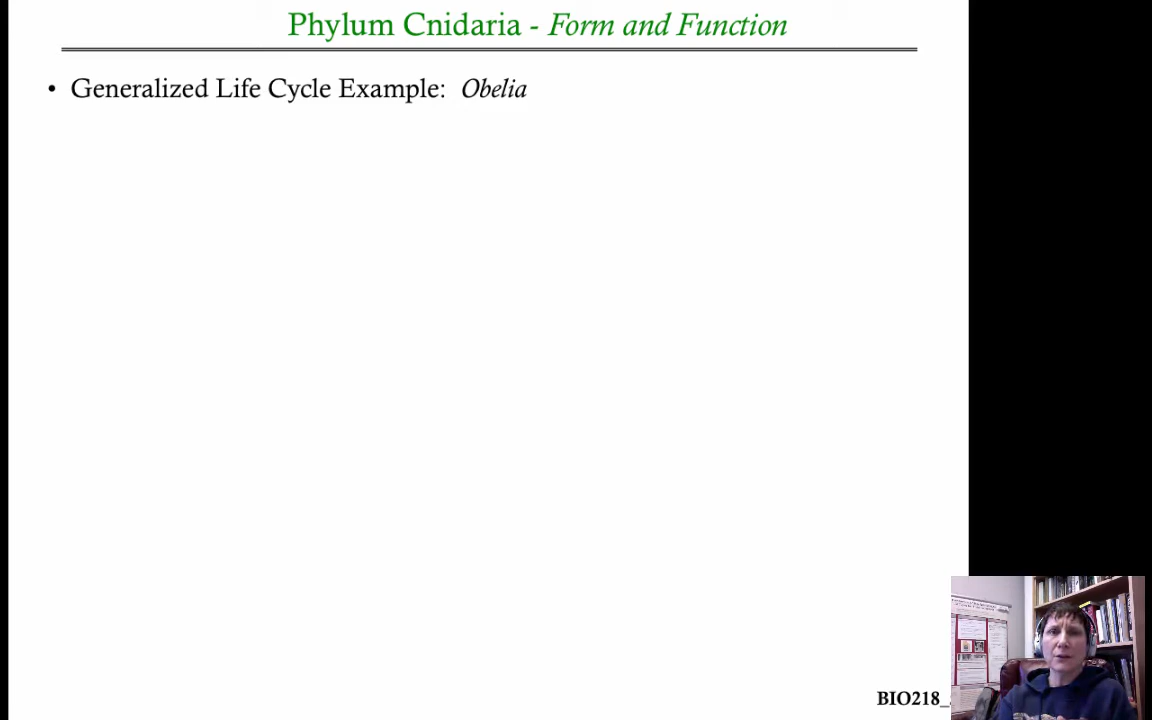 Phylum Cnidaria - Form and Function
• Generalized Life Cycle Example: Obelia
BIO218_